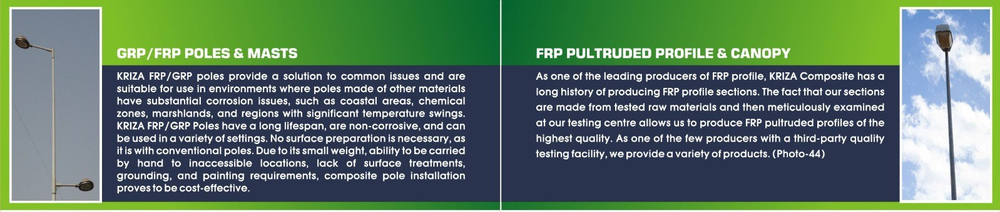 GRP/FRP POLES & MASTS
KRIZA FRP/GRP poles provide a solution to common issues and are
suitable for use in environments where poles made of other materials
have substantial corrosion issues, such as coastal areas, chemical
zones, marshlands, and regions with significant temperature swings.
KRIZA FRP/GRP Poles have a long lifespan, are non-corrosive, and can
be used in a variety of settings. No surface preparation is necessary, as
it is with conventional poles. Due to its small weight, ability to be carried
by hand to inaccessible locations, lack of surface treatments,
grounding, and painting requirements, composite pole installation
proves to be cost-effective.
FRP PULTRUDED PROFILE & CANOPY
As one of the leading producers of FRP profile, KRIZA Composite has a
long history of producing FRP profile sections. The fact that our sections
are made from tested raw materials and then meticulously examined
at our testing centre allows us to produce FRP pultruded profiles of the
highest quality. As one of the few producers with a third-party quality
testing facility, we provide a variety of products. (Photo-44)